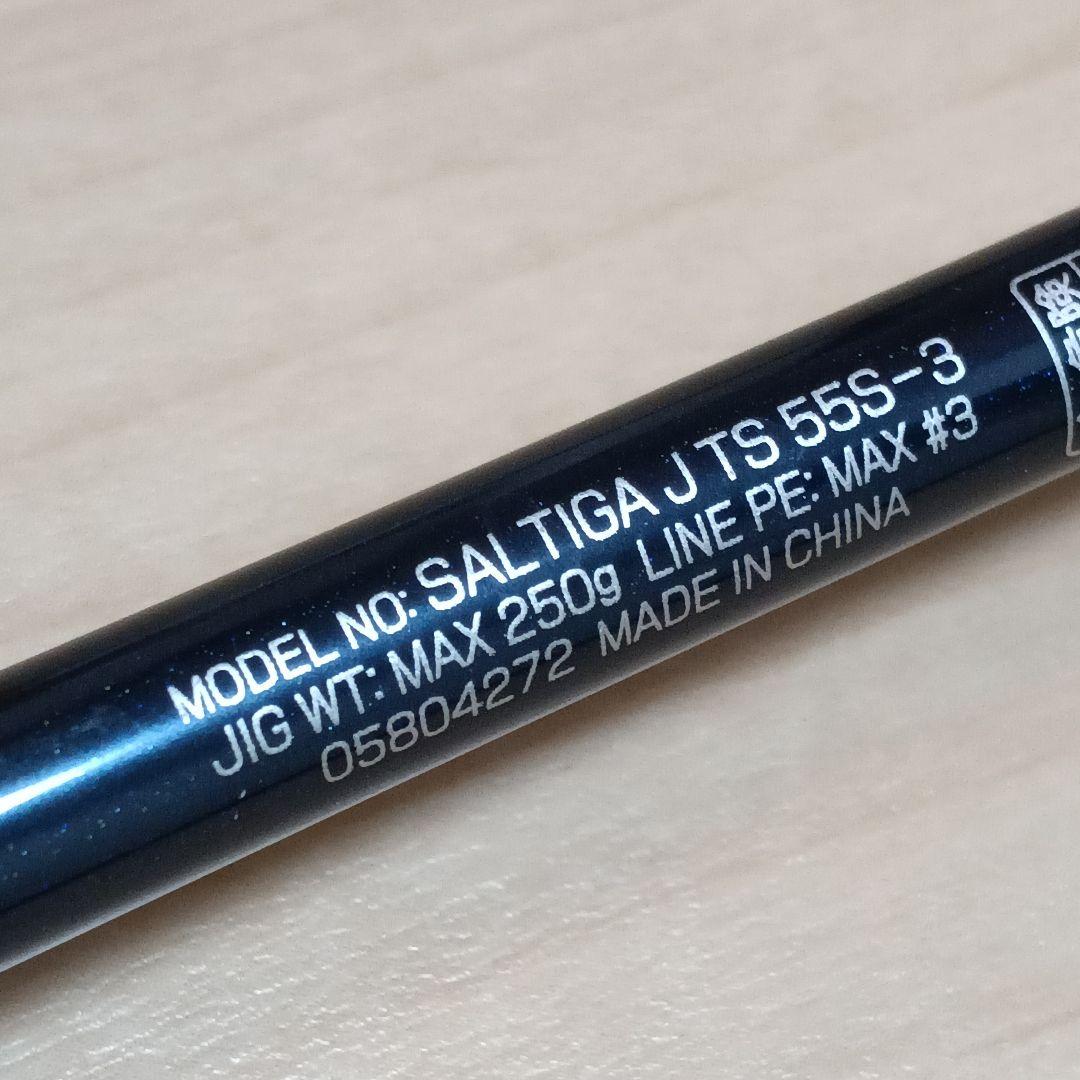 MODEL NO: SALTIGA J TS 55S-3
JIG WT: MAX 250g LINE PE: MAX #3
05804272 MADE IN CHINA